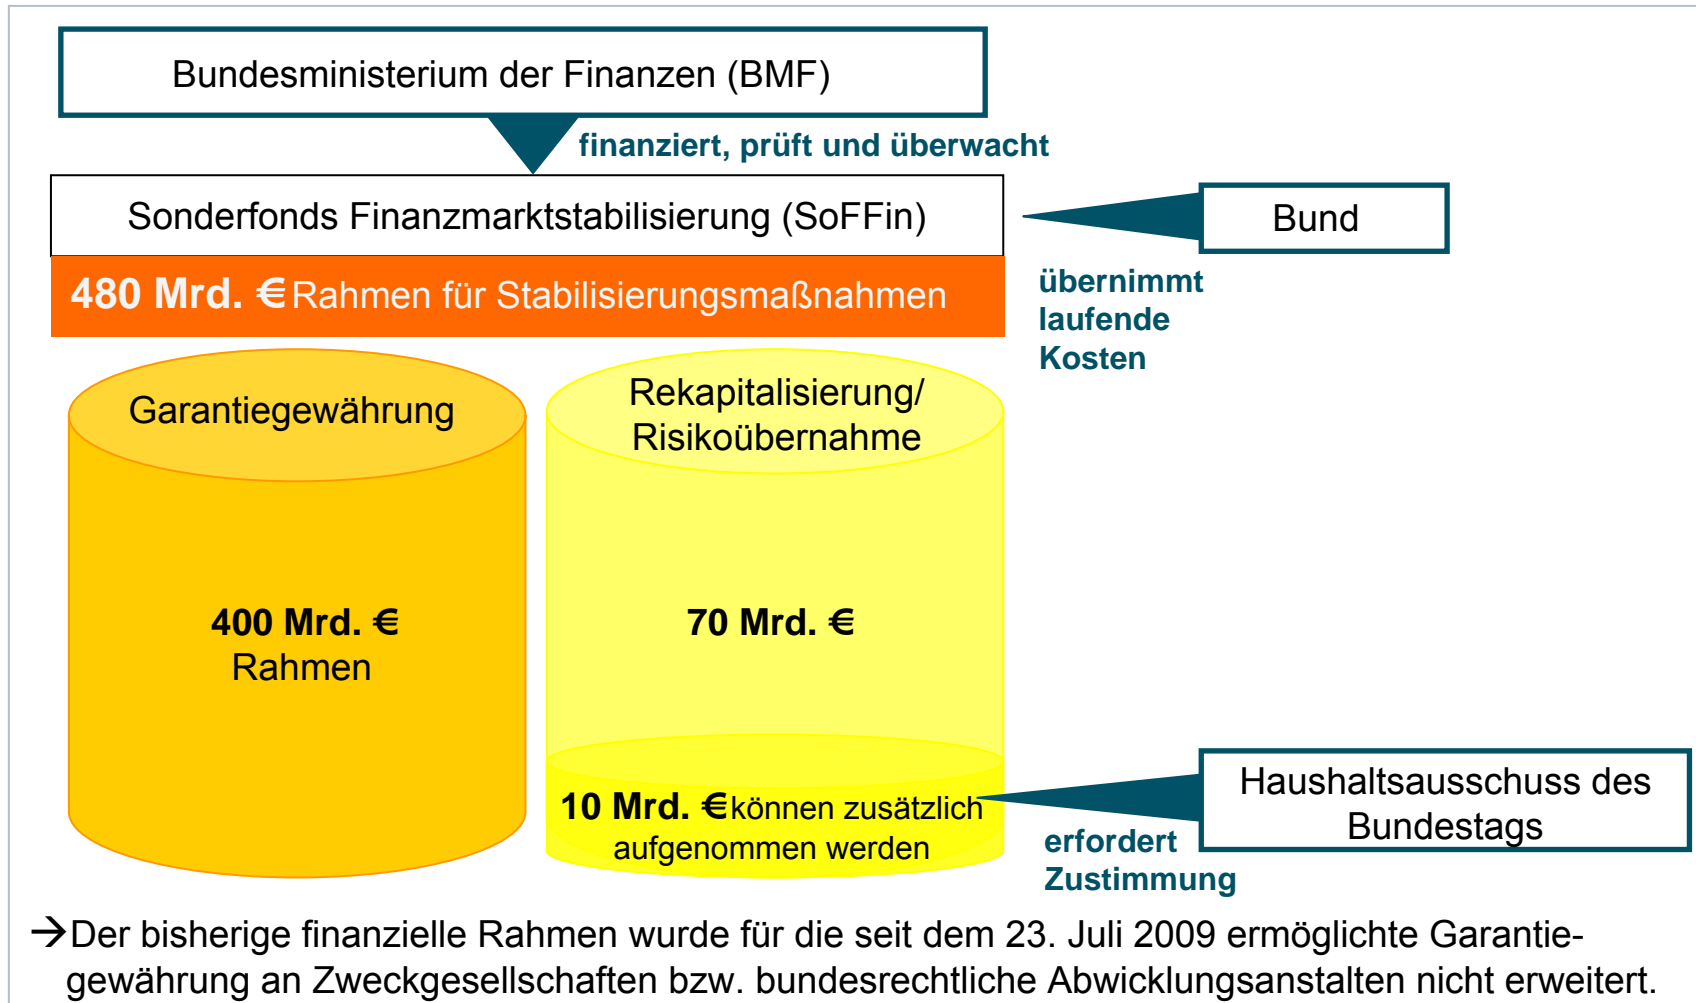 Bundesministerium der Finanzen (BMF)
finanziert, prüft und überwacht
Sonderfonds Finanzmarktstabilisierung (SoFFin)
Bund
480 Mrd. € Rahmen für Stabilisierungsmaßnahmen
übernimmt
laufende
Kosten
Garantiegewährung
Rekapitalisierung/
Risikoübernahme
400 Mrd. €
Rahmen
70 Mrd. €
10 Mrd. € können zusätzlich
aufgenommen werden
Haushaltsausschuss des
Bundestags
erfordert
Zustimmung
→ Der bisherige finanzielle Rahmen wurde für die seit dem 23. Juli 2009 ermöglichte Garantie-
gewährung an Zweckgesellschaften bzw. bundesrechtliche Abwicklungsanstalten nicht erweitert.